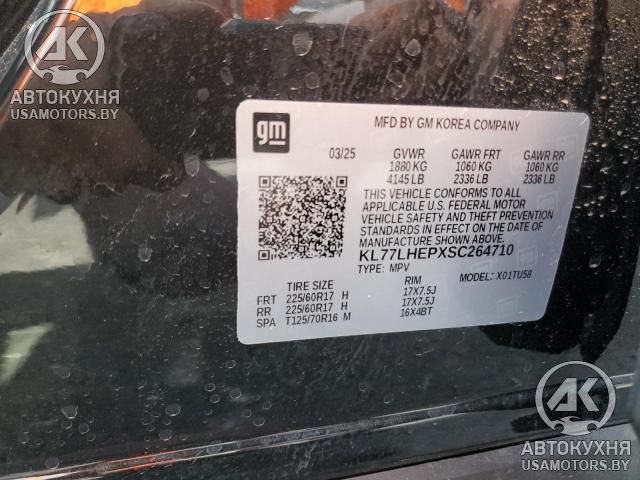 AK
АВТОКУХНЯ
USAMOTORS.BY
gm
MFD BY GM KOREA COMPANY
03/25 GVWR GAWR FRT GAWR RR
1880 KG 1060 KG 1060 KG
4145 LB 2336 LB 2336 LB
THIS VEHICLE CONFORMS TO ALL
APPLICABLE U.S. FEDERAL MOTOR
VEHICLE SAFETY AND THEFT PREVENTION
STANDARDS IN EFFECT ON THE DATE OF
MANUFACTURE SHOWN ABOVE.
KL77LHEPXSC264710
TYPE: MPV MODEL: X01TU58
TIRE SIZE RIM
FRT 225/60R17 H 17X7.5J
RR 225/60R17 H 17X7.5J
SPA T125/70R16 M 16X4BT
AK
АВТОКУХНЯ
USAMOTORS.BY